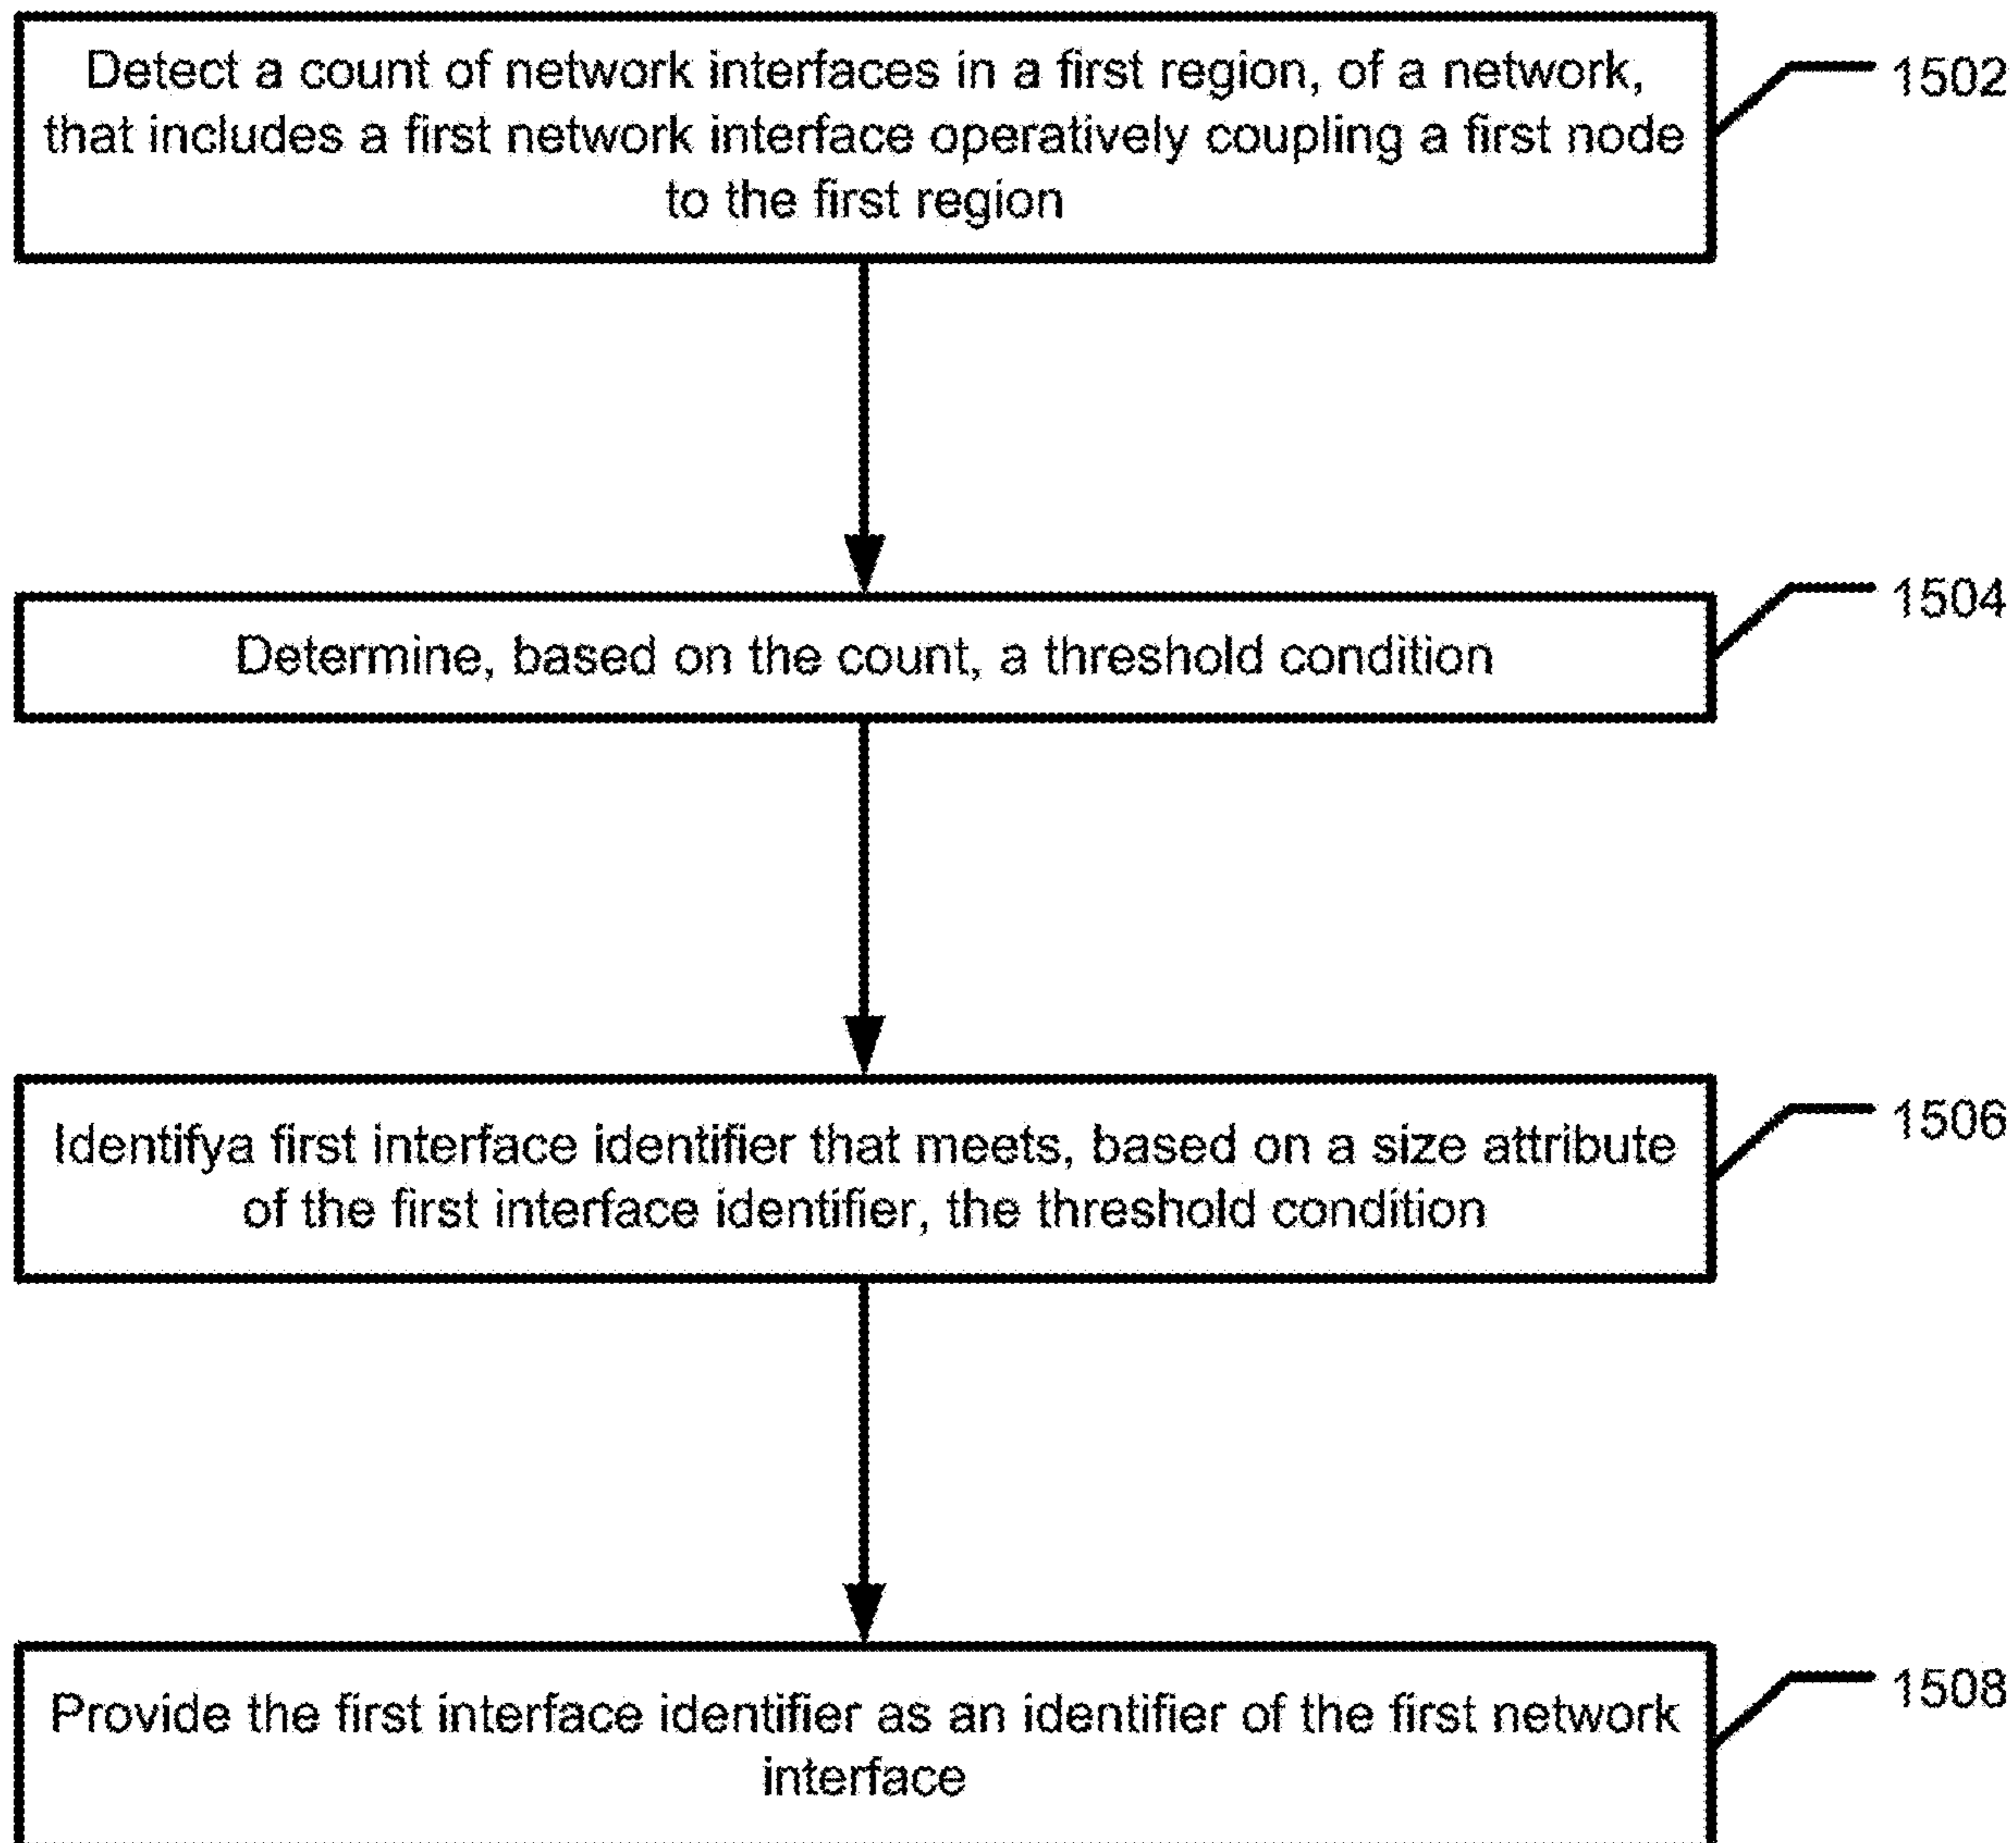 Detect a count of network interfaces in a first region, of a network,
that includes a first network interface operatively coupling a first node
to the first region
1502
Determine, based on the count, a threshold condition
1504
Identifya first interface identifier that meets, based on a size attribute
of the first interface identifier, the threshold condition
1506
Provide the first interface identifier as an identifier of the first network
interface
1508